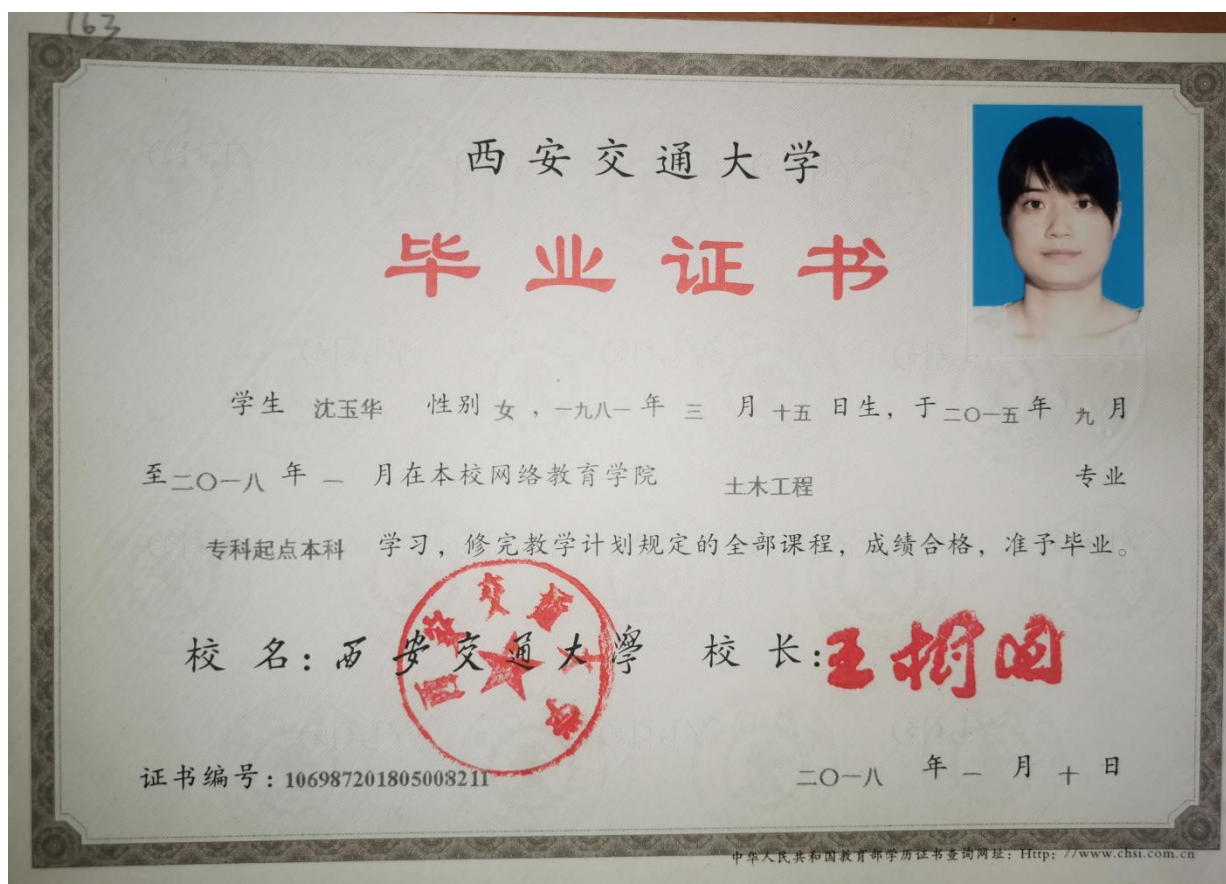 163
西安交通大学
毕业证书
学生 沈玉华 性别 女，一九八一 年 三 月 十五 日生，于 二〇一五 年 九 月
至 二〇一八 年 一 月在本校网络教育学院 土木工程 专业
专科起点本科 学习，修完教学计划规定的全部课程，成绩合格，准予毕业。
校 名：西安交通大學 校 长：王树国
西安交通大学
证书编号：106987201805008211 二〇一八 年 一 月 十 日
中华人民共和国教育部学历证书查询网址：Http：//www.chsi.com.cn